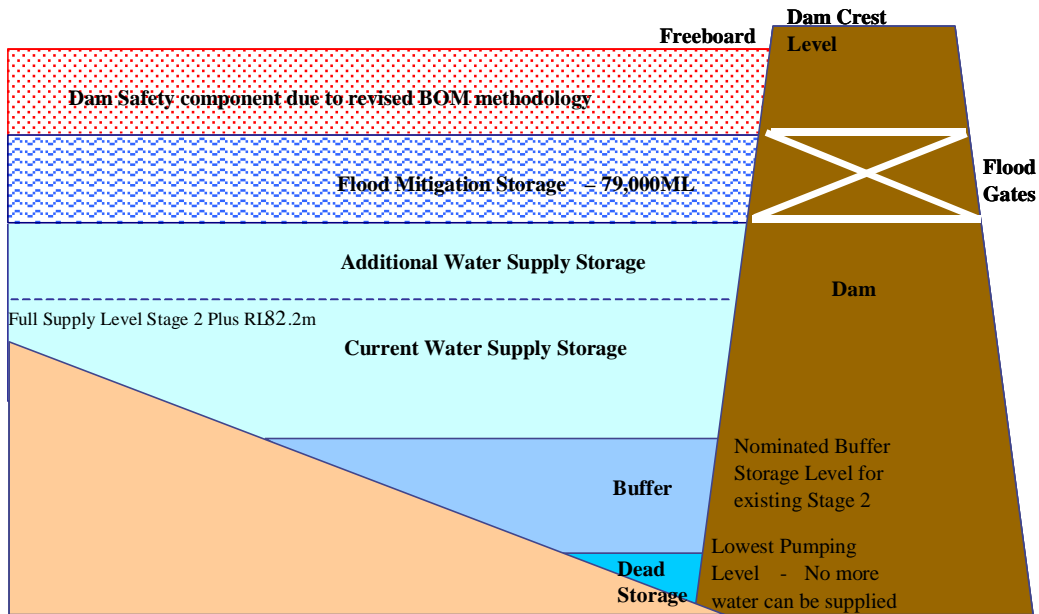 Dam Crest
Level
Freeboard
Dam Safety component due to revised BOM methodology
Flood Mitigation Storage – 79,000ML
Flood
Gates
Additional Water Supply Storage
Dam
Full Supply Level Stage 2 Plus RL82.2m
Current Water Supply Storage
Nominated Buffer
Storage Level for
existing Stage 2
Buffer
Lowest Pumping
Level - No more
water can be supplied
Dead
Storage